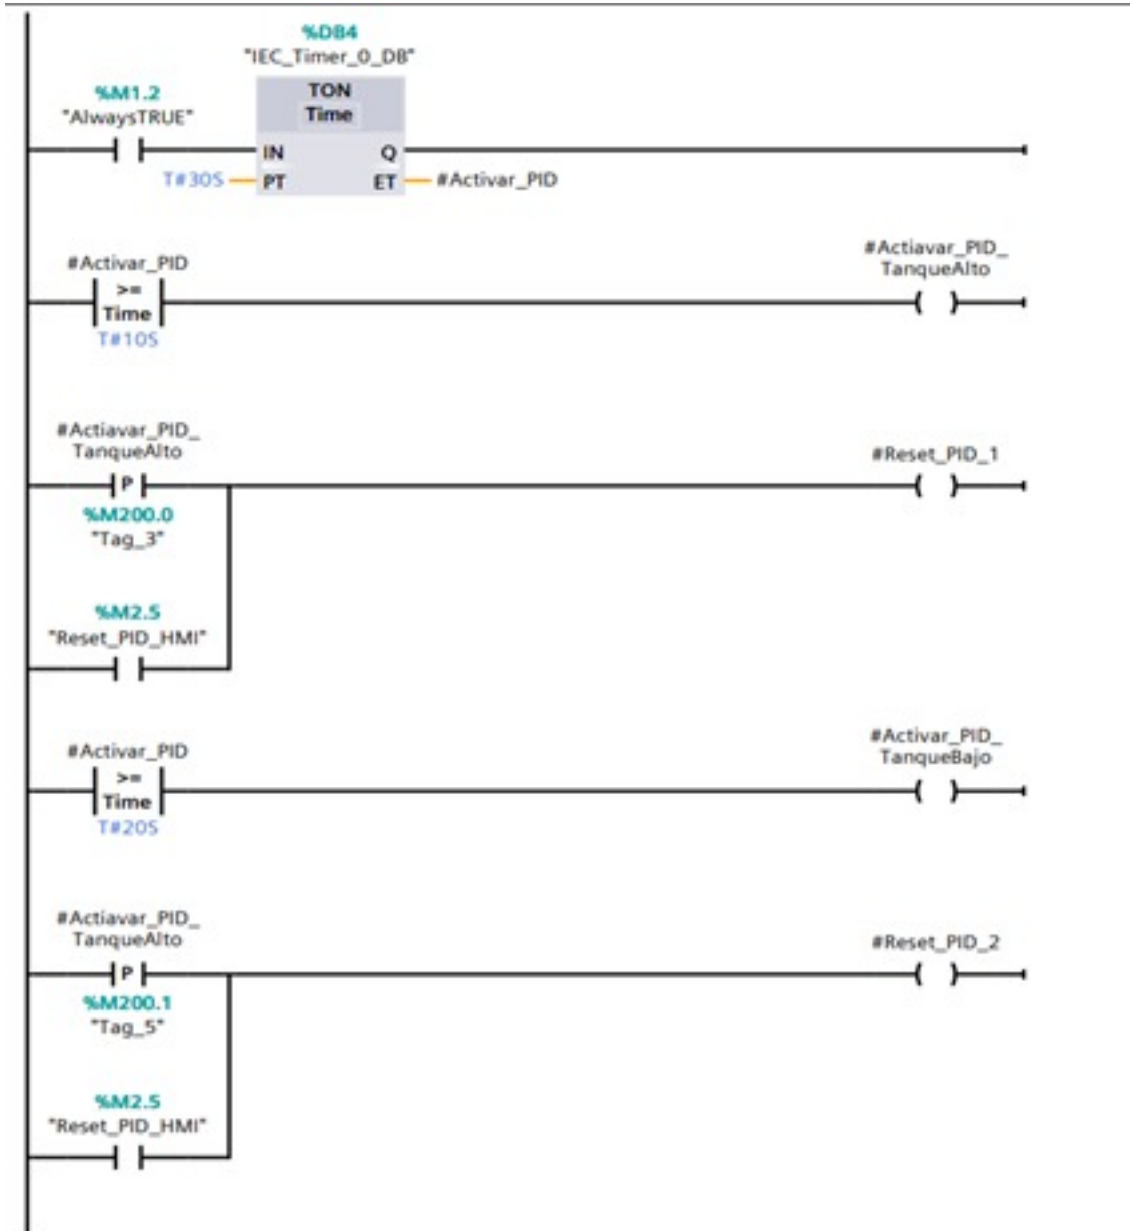 %DB4
"IEC_Timer_0_DB"
%M1.2
"AlwaysTRUE"
TON
Time
IN
Q
T#30S
PT
ET
#Activar_PID
#Activar_PID
>=
Time
T#10S
#Actiavar_PID_
TanqueAlto
#Actiavar_PID_
TanqueAlto
P
%M200.0
"Tag_3"
#Reset_PID_1
%M2.5
"Reset_PID_HMI"
#Activar_PID
>=
Time
T#20S
#Activar_PID_
TanqueBajo
#Actiavar_PID_
TanqueAlto
P
%M200.1
"Tag_5"
#Reset_PID_2
%M2.5
"Reset_PID_HMI"